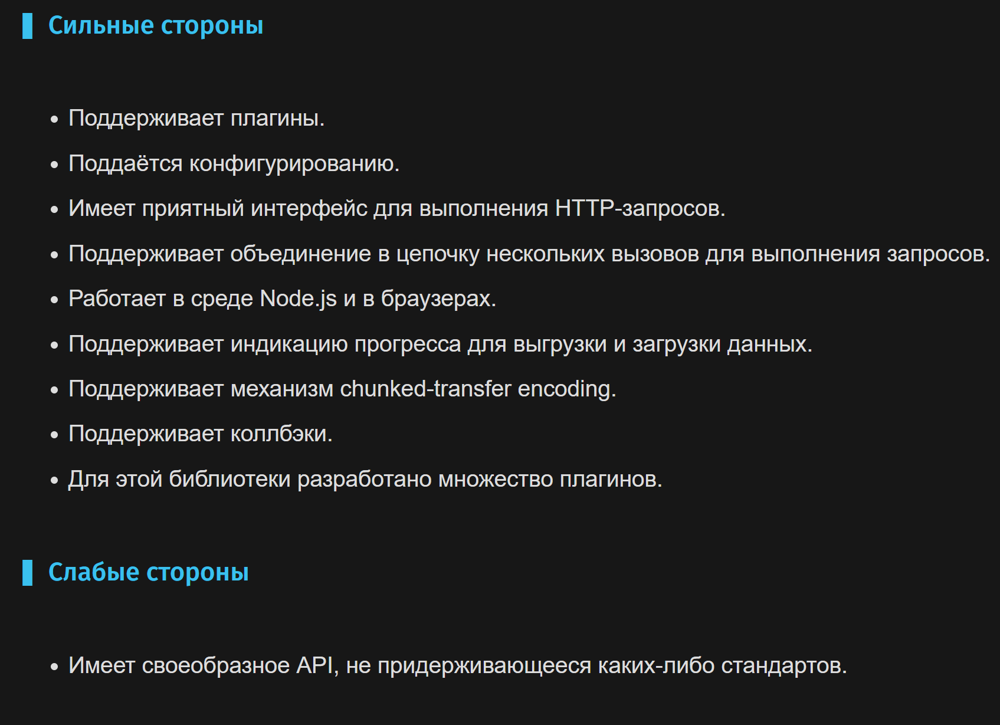 Сильные стороны
Поддерживает плагины.
Поддаётся конфигурированию.
Имеет приятный интерфейс для выполнения HTTP-запросов.
Поддерживает объединение в цепочку нескольких вызовов для выполнения запросов.
Работает в среде Node.js и в браузерах.
Поддерживает индикацию прогресса для выгрузки и загрузки данных.
Поддерживает механизм chunked-transfer encoding.
Поддерживает коллбэки.
Для этой библиотеки разработано множество плагинов.
Слабые стороны
Имеет своеобразное API, не придерживающееся каких-либо стандартов.